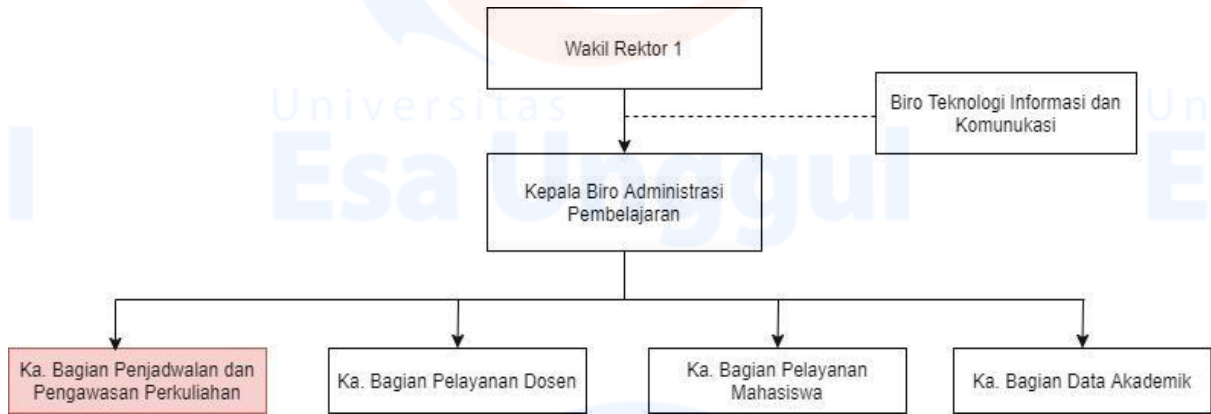 Wakil Rektor 1
Biro Teknologi Informasi dan
Komunukasi
Universitas
Esa Unggul
Un
E
l
Kepala Biro Administrasi
Pembelajaran
Ka. Bagian Penjadwalan dan
Pengawasan Perkuliahan
Ka. Bagian Pelayanan Dosen
Ka. Bagian Pelayanan
Mahasiswa
Ka. Bagian Data Akademik